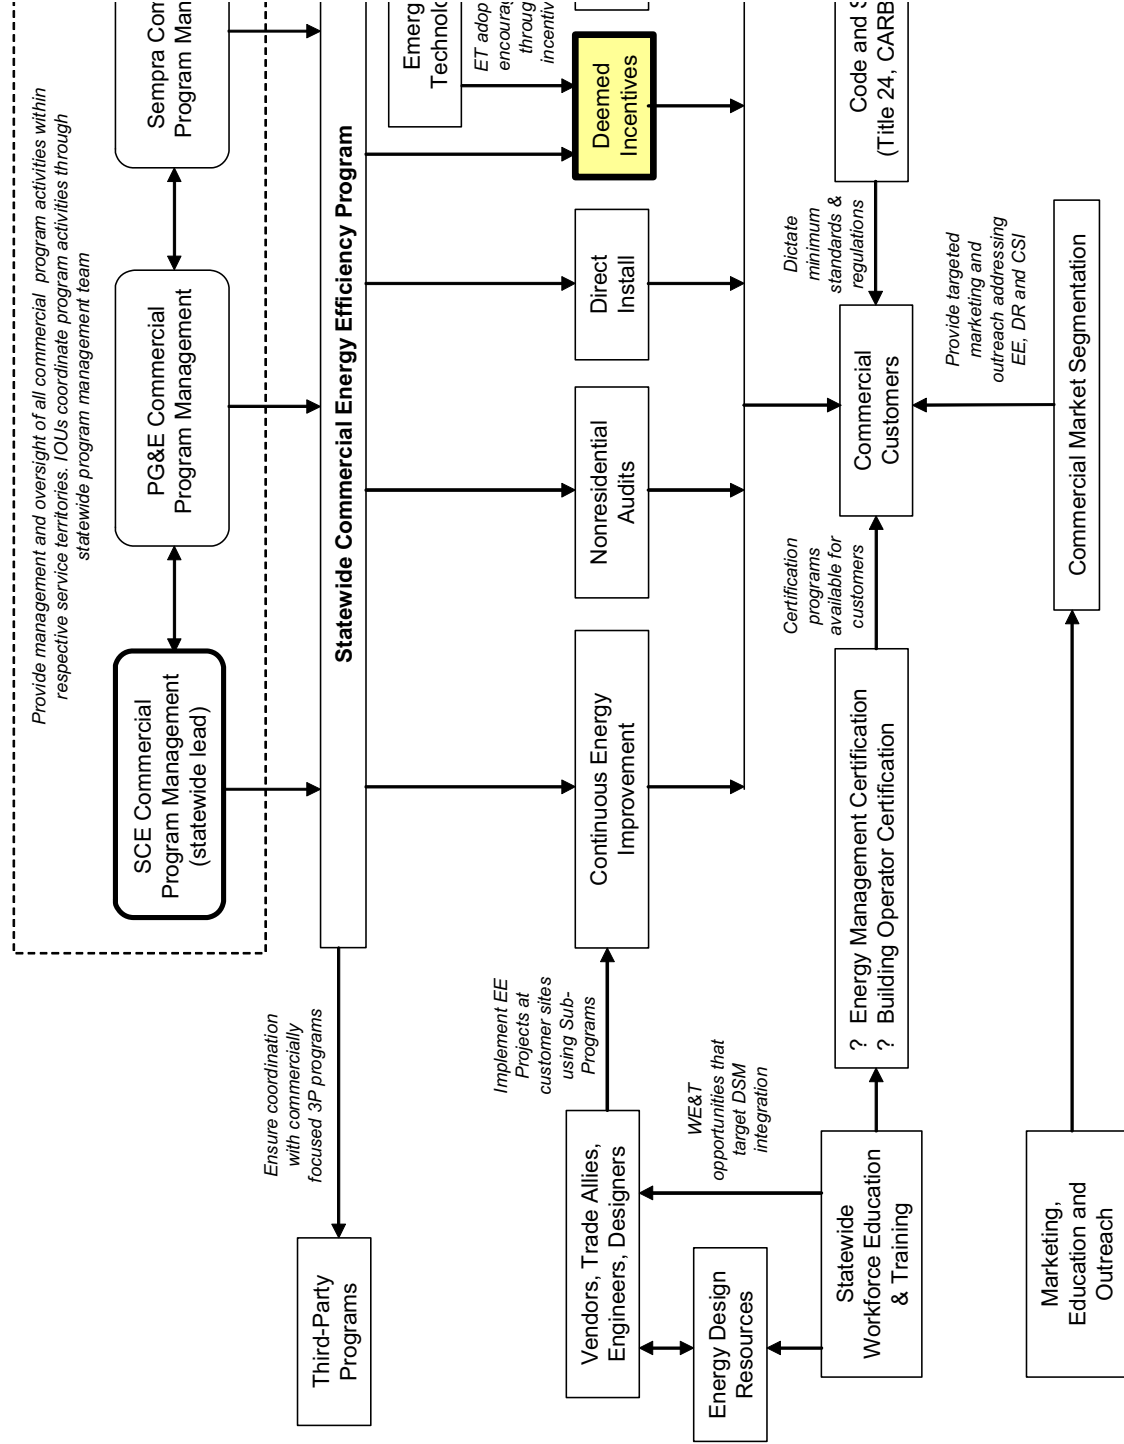 Provide management and oversight of all commercial program activities within
respective service territories. IOUs coordinate program activities through
statewide program management team
SCE Commercial
Program Management
(statewide lead)
PG&E Commercial
Program Management
Sempra Com
Program Man
Statewide Commercial Energy Efficiency Program
Ensure coordination
with commercially
focused 3P programs
Third-Party
Programs
Emerg
Technolo
ET adop
encourag
through
incentiv
Implement EE
Projects at
customer sites
using Sub-
Programs
Vendors, Trade Allies,
Engineers, Designers
Continuous Energy
Improvement
Nonresidential
Audits
Direct
Install
Deemed
Incentives
Energy Design
Resources
WE&T
opportunities that
target DSM
integration
Certification
programs
available for
customers
Dictate
minimum
standards &
regulations
Statewide
Workforce Education
& Training
? Energy Management Certification
? Building Operator Certification
Commercial
Customers
Code and S
(Title 24, CARB
Provide targeted
marketing and
outreach addressing
EE, DR and CSI
Marketing,
Education and
Outreach
Commercial Market Segmentation